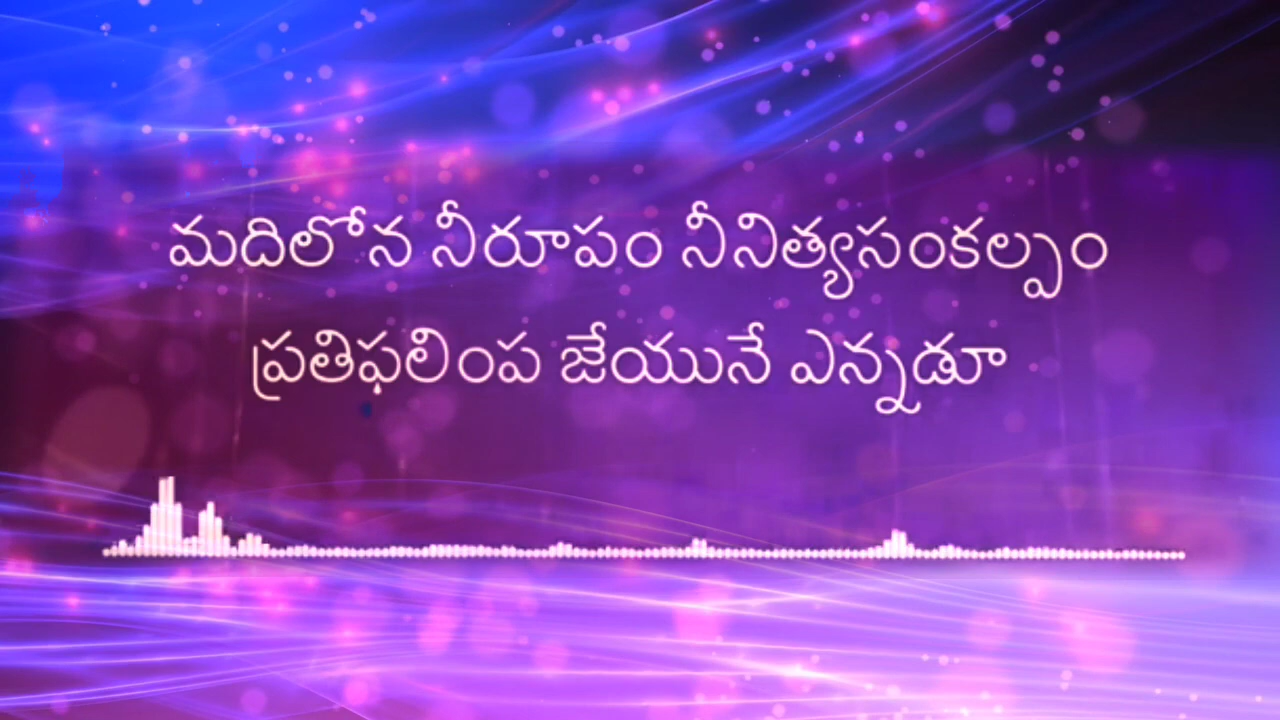 మదిలోన నీరూపం నీనిత్యసంకల్పం
ప్రతిఫలింప జేయునే ఎన్నడూ